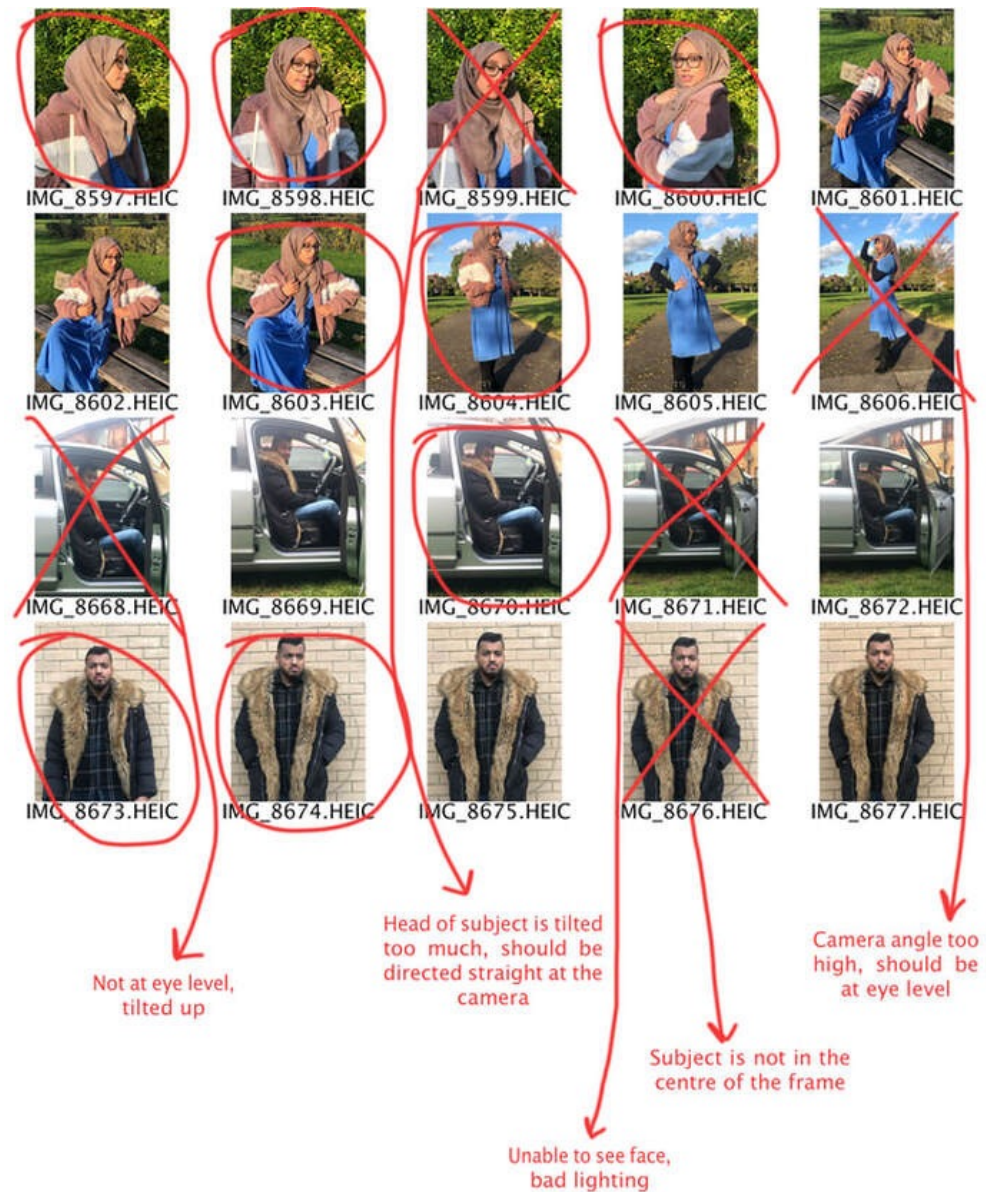 IMG_8597.HEIC
IMG_8598.HEIC
IMG_8599.HEIC
IMG_8600.HEIC
IMG_8601.HEIC
IMG_8602.HEIC
IMG_8603.HEIC
IMG_8604.HEIC
IMG_8605.HEIC
IMG_8606.HEIC
IMG_8668.HEIC
IMG_8669.HEIC
IMG_8670.HEIC
IMG_8671.HEIC
IMG_8672.HEIC
IMG_8673.HEIC
IMG_8674.HEIC
IMG_8675.HEIC
IMG_8676.HEIC
IMG_8677.HEIC
Not at eye level,
tilted up
Head of subject is tilted
too much, should be
directed straight at the
camera
Camera angle too
high, should be
at eye level
Subject is not in the
centre of the frame
Unable to see face,
bad lighting